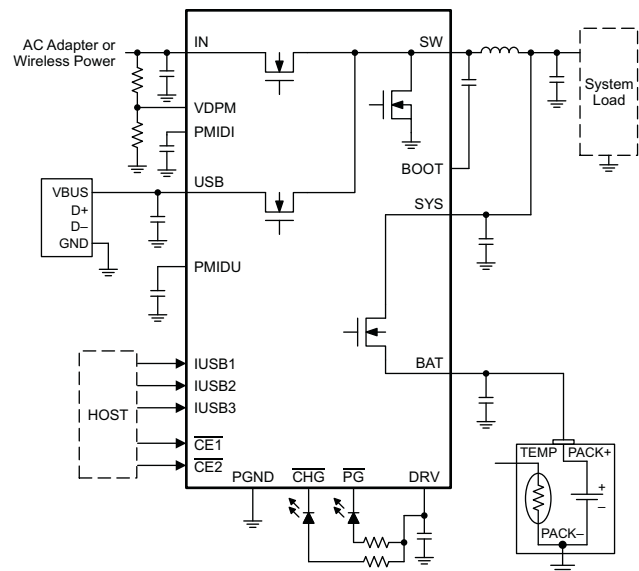 AC Adapter or
Wireless Power
IN
SW
System
Load
VDPM
PMIDI
BOOT
USB
VBUS
D+
D–
GND
SYS
PMIDU
BAT
IUSB1
IUSB2
IUSB3
HOST
CE1
CE2
PGND
CHG
PG
DRV
TEMP
PACK+
+
–
PACK–